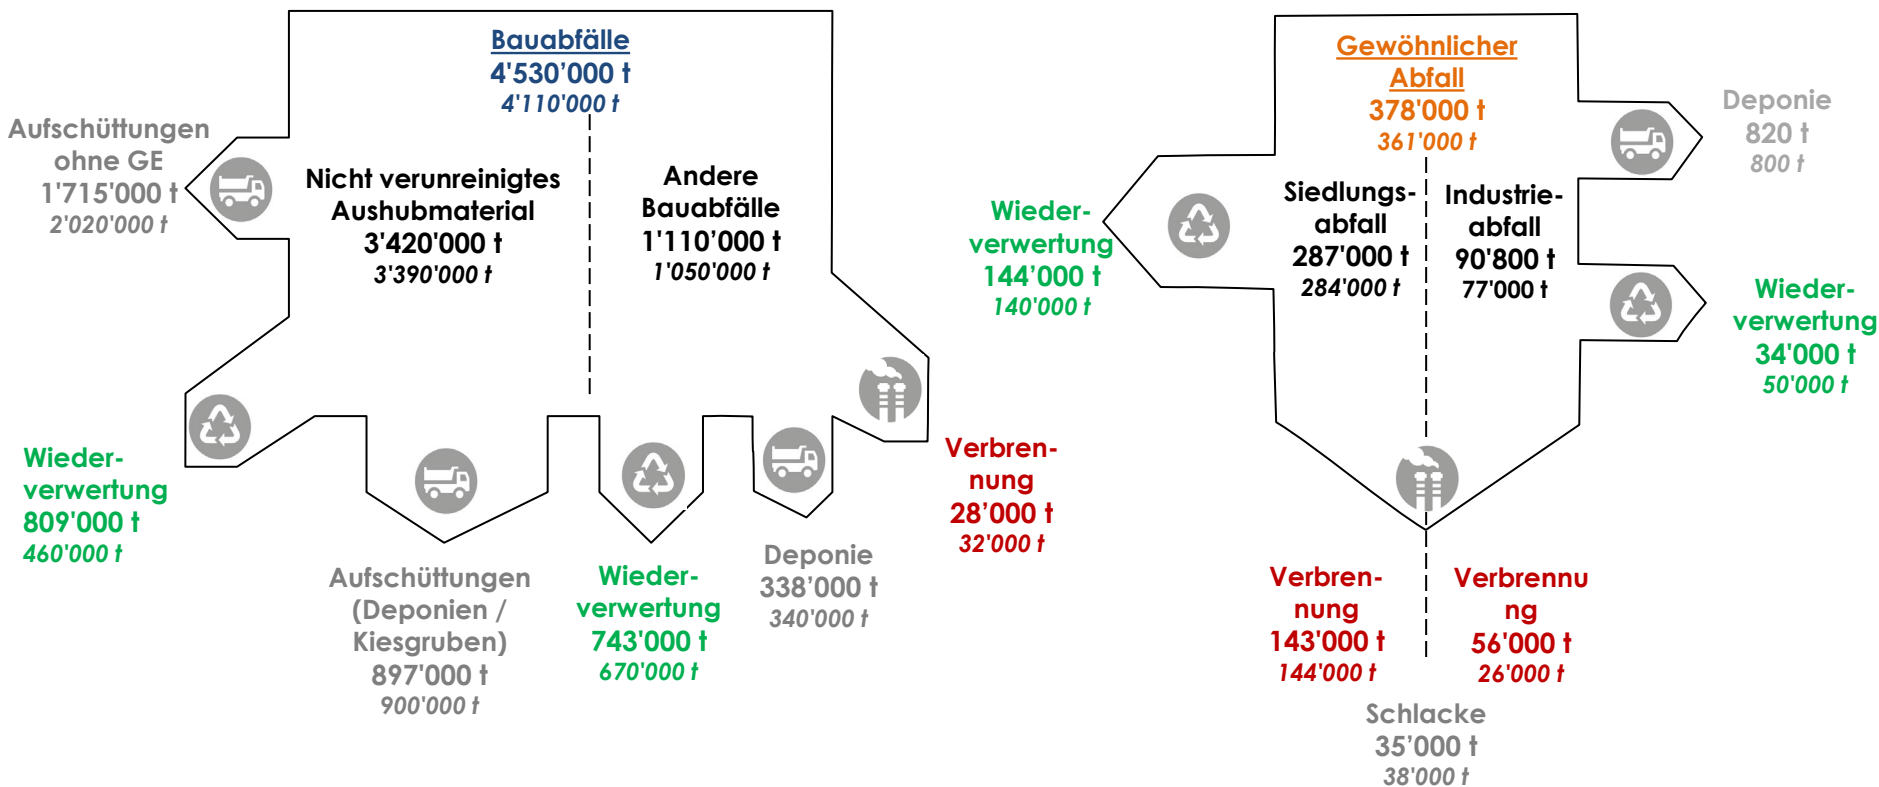 Bauabfälle
4'530’000 t
4'110'000 t
Aufschüttungen
ohne GE
1'715'000 t
2'020'000 t
Nicht verunreinigtes
Aushubmaterial
3'420'000 t
3'390'000 t
Andere
Bauabfälle
1'110’000 t
1'050'000 t
Wieder-
verwertung
809'000 t
460'000 t
Aufschüttungen
(Deponien /
Kiesgruben)
897'000 t
900'000 t
Wieder-
verwertung
743'000 t
670'000 t
Deponie
338’000 t
340'000 t
Verbren-
nung
28’000 t
32'000 t
Gewöhnlicher
Abfall
378'000 t
361'000 t
Wieder-
verwertung
144’000 t
140'000 t
Siedlungs-
abfall
287'000 t
284'000 t
Industrie-
abfall
90'800 t
77'000 t
Deponie
820 t
800 t
Wieder-
verwertung
34'000 t
50'000 t
Verbren-
nung
143'000 t
144'000 t
Verbrennu
ng
56'000 t
26'000 t
Schlacke
35’000 t
38'000 t